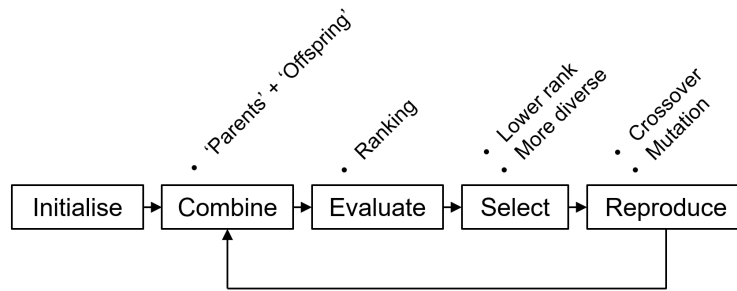 • 'Parents' + 'Offspring'
• Ranking
• Lower rank
• More diverse
• Crossover
• Mutation
Initialise
Combine
Evaluate
Select
Reproduce